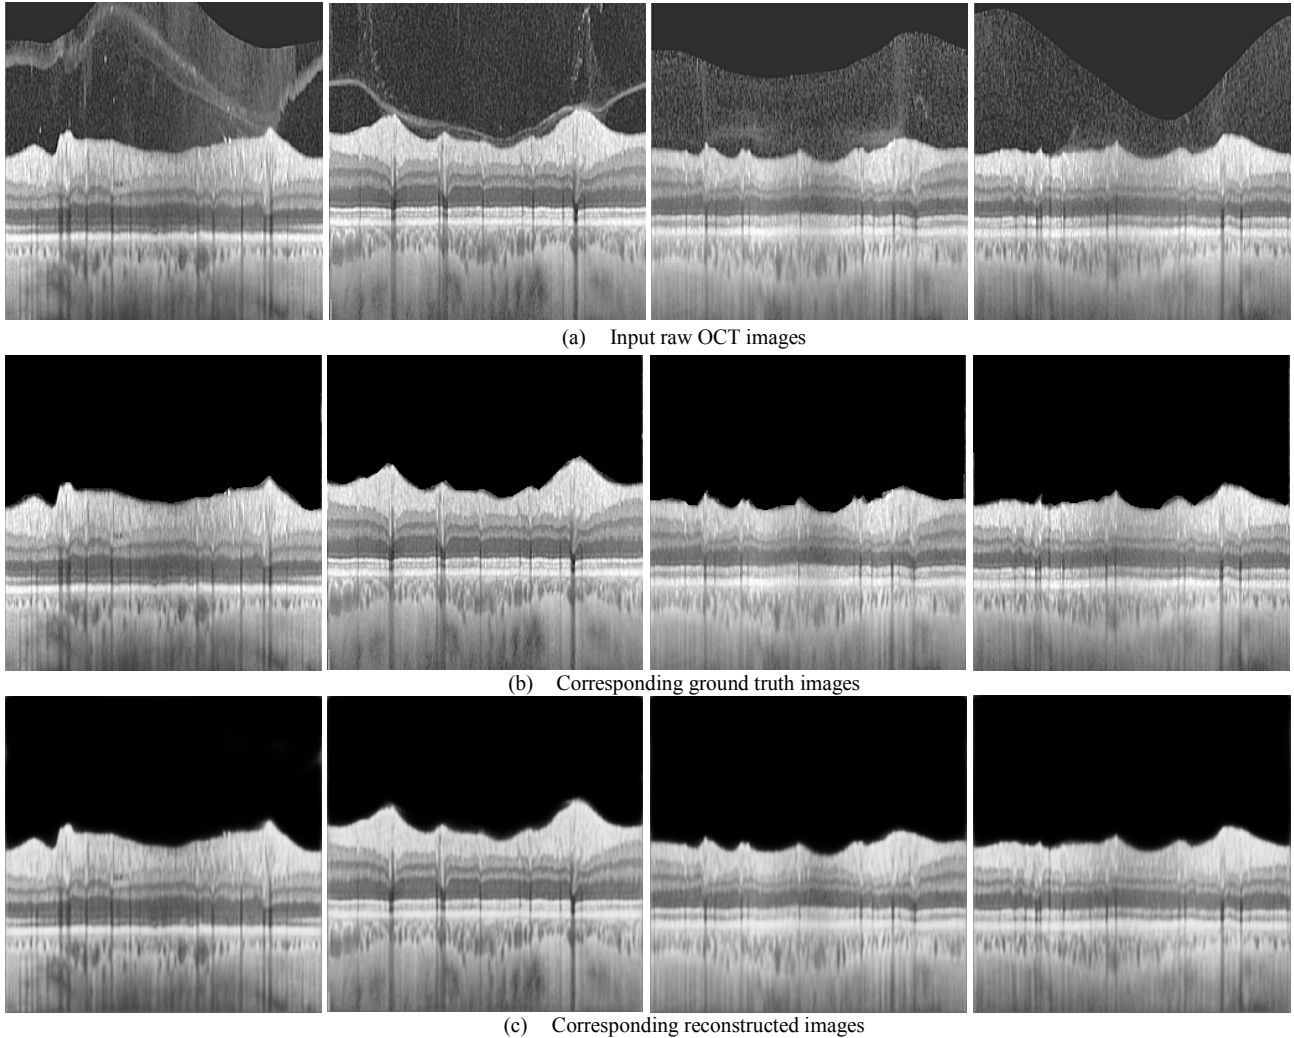 (a) Input raw OCT images
(b) Corresponding ground truth images
(c) Corresponding reconstructed images